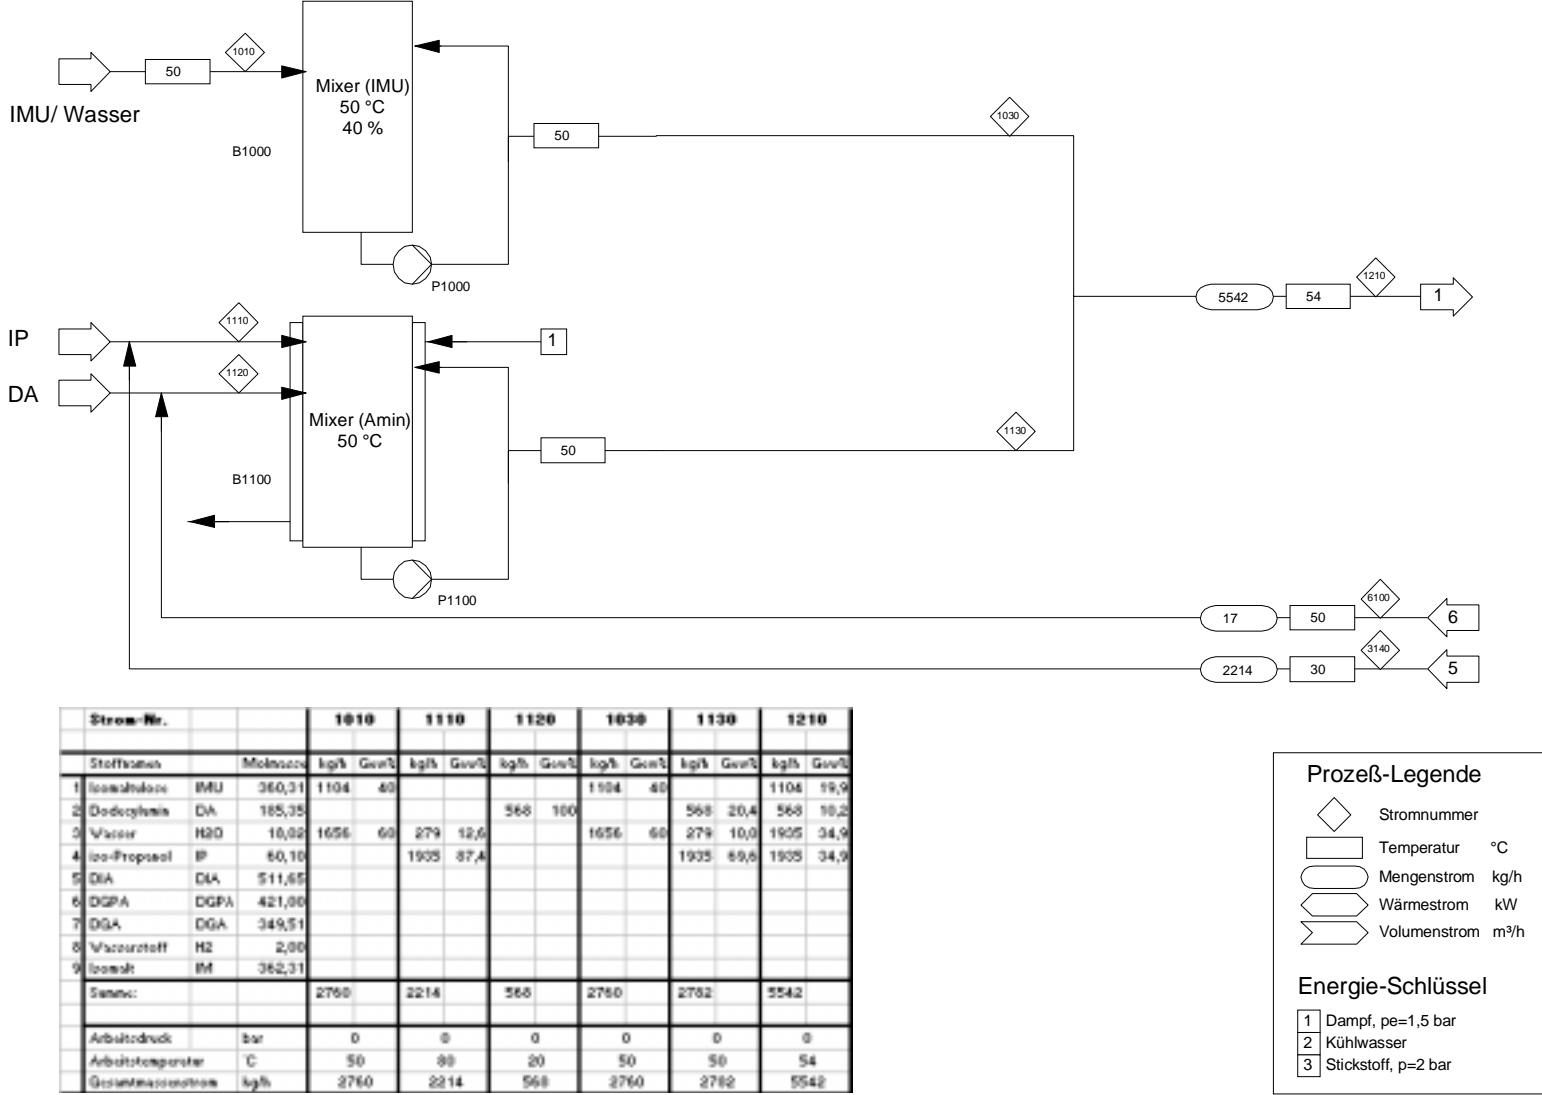 1010
50
IMU/ Wasser
Mixer (IMU)
50 °C
40 %
B1000
50
1030
P1000
5542
54
1210
1
IP
1110
DA
1120
1
Mixer (Amin)
50 °C
B1100
50
1130
P1100
17
50
6100
6
2214
30
3140
5
Strom-Nr. 1010 1110 1120 1030 1130 1210
Stoffnamen Molmasse kg/h Gew% kg/h Gew% kg/h Gew% kg/h Gew% kg/h Gew% kg/h Gew%
1 Isomaltulose IMU 360,31 1104 40 1104 40 1104 19,9
2 Dodecylamin DA 185,35 568 100 568 20,4 568 10,2
3 Wasser H2O 18,02 1656 60 279 12,6 1656 60 279 10,0 1935 34,9
4 iso-Propanol IP 60,10 1935 87,4 1935 69,6 1935 34,9
5 DIA DIA 511,65
6 DGPA DGPA 421,00
7 DGA DGA 349,51
8 Wasserstoff H2 2,00
9 Isomalt IM 362,31
Summe: 2760 2214 568 2760 2782 5542
Arbeitsdruck bar 0 0 0 0 0 0
Arbeitstemperatur °C 50 80 20 50 50 54
Gesamtmassenstrom kg/h 2760 2214 568 2760 2782 5542
Prozeß-Legende
Stromnummer
Temperatur °C
Mengenstrom kg/h
Wärmestrom kW
Volumenstrom m³/h
Energie-Schlüssel
1 Dampf, pe=1,5 bar
2 Kühlwasser
3 Stickstoff, p=2 bar